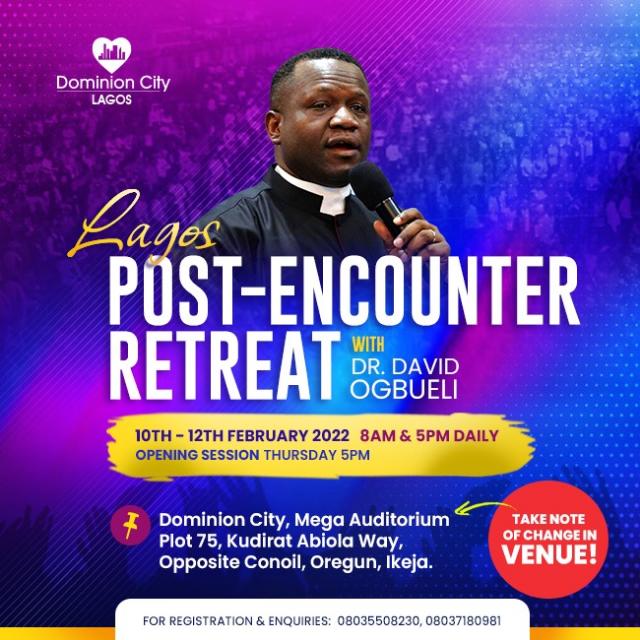 Dominion City
LAGOS
Lagos
POST-ENCOUNTER
RETREAT WITH
DR. DAVID
OGBUELI
10TH - 12TH FEBRUARY 2022 8AM & 5PM DAILY
OPENING SESSION THURSDAY 5PM
Dominion City, Mega Auditorium
Plot 75, Kudirat Abiola Way,
Opposite Conoil, Oregun, Ikeja.
TAKE NOTE
OF CHANGE IN
VENUE!
FOR REGISTRATION & ENQUIRIES: 08035508230, 08037180981